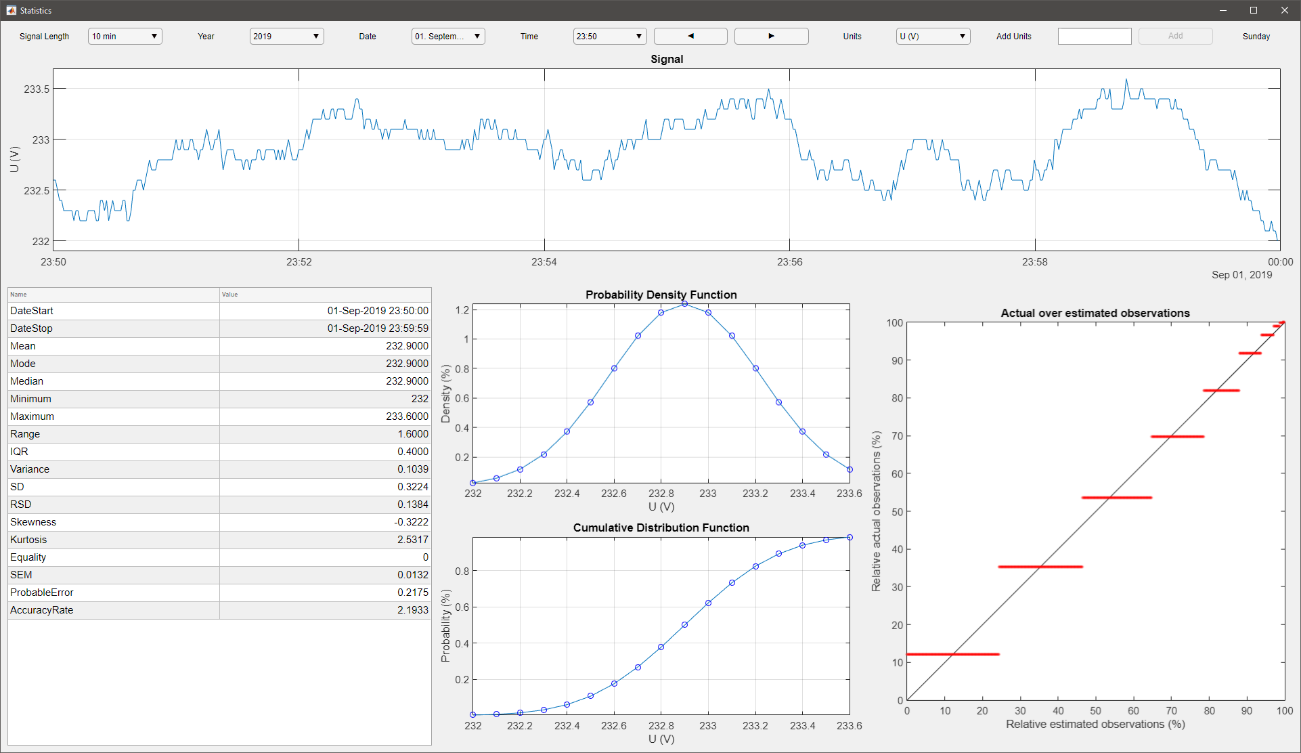 Statistics
Signal Length 10 min Year 2019 Date 01. Septem... Time 23:50 Units U (V) Add Units Add Sunday
Signal
233.5
233
232.5
232
U (V)
23:50 23:52 23:54 23:56 23:58 00:00
Sep 01, 2019
Name Value
DateStart 01-Sep-2019 23:50:00
DateStop 01-Sep-2019 23:59:59
Mean 232.9000
Mode 232.9000
Median 232.9000
Minimum 232
Maximum 233.6000
Range 1.6000
IQR 0.4000
Variance 0.1039
SD 0.3224
RSD 0.1384
Skewness -0.3222
Kurtosis 2.5317
Equality 0
SEM 0.0132
ProbableError 0.2175
AccuracyRate 2.1933
Probability Density Function
1.2
1
0.8
0.6
0.4
0.2
Density (%)
232 232.2 232.4 232.6 232.8 233 233.2 233.4 233.6
U (V)
Cumulative Distribution Function
0.8
0.6
0.4
0.2
Probability (%)
232 232.2 232.4 232.6 232.8 233 233.2 233.4 233.6
U (V)
Actual over estimated observations
100
90
80
70
60
50
40
30
20
10
0
Relative actual observations (%)
0 10 20 30 40 50 60 70 80 90 100
Relative estimated observations (%)